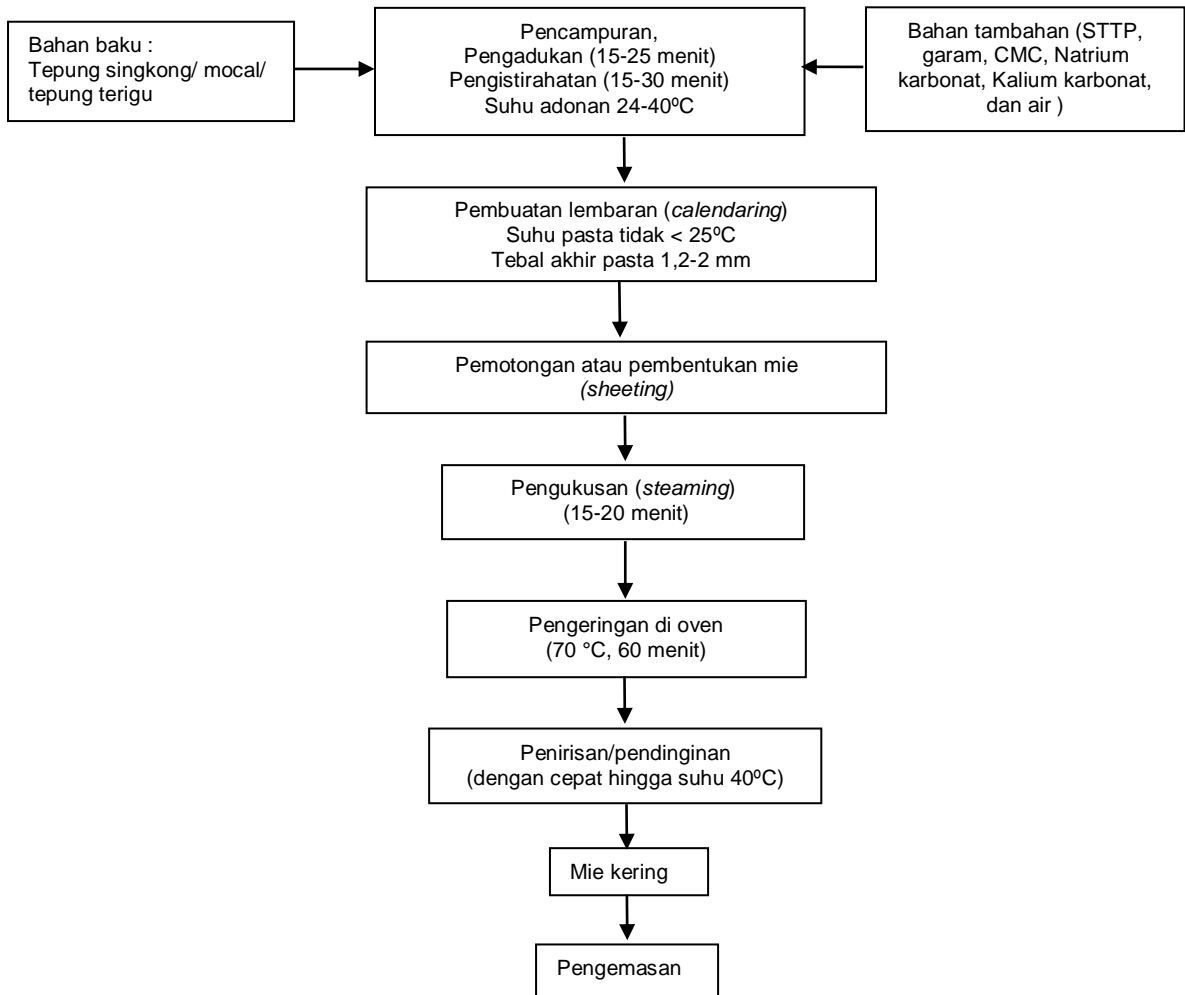 Bahan baku :
Tepung singkong/ mocal/
tepung terigu
Pencampuran,
Pengadukan (15-25 menit)
Pengistirahatan (15-30 menit)
Suhu adonan 24-40ºC
Bahan tambahan (STTP,
garam, CMC, Natrium
karbonat, Kalium karbonat,
dan air )
Pembuatan lembaran (calendaring)
Suhu pasta tidak < 25ºC
Tebal akhir pasta 1,2-2 mm
Pemotongan atau pembentukan mie
(sheeting)
Pengukusan (steaming)
(15-20 menit)
Pengeringan di oven
(70 °C, 60 menit)
Penirisan/pendinginan
(dengan cepat hingga suhu 40ºC)
Mie kering
Pengemasan